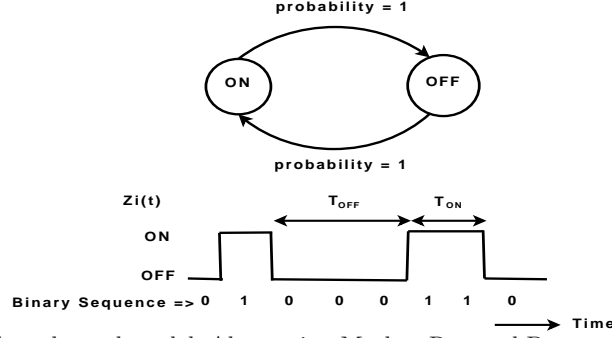 probability = 1
ON OFF
probability = 1
Zi(t) TOFF TON
ON
OFF
Binary Sequence => 0 1 0 0 0 1 1 0
Time